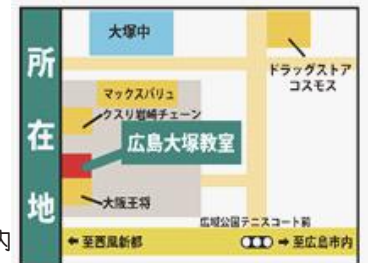 所在地
大塚中
ドラッグストア
コスモス
マックスバリュ
クスリ岩崎チェーン
広島大塚教室
大阪王将
広域公園テニスコート前
内
← 至西風新都
→ 至広島市内